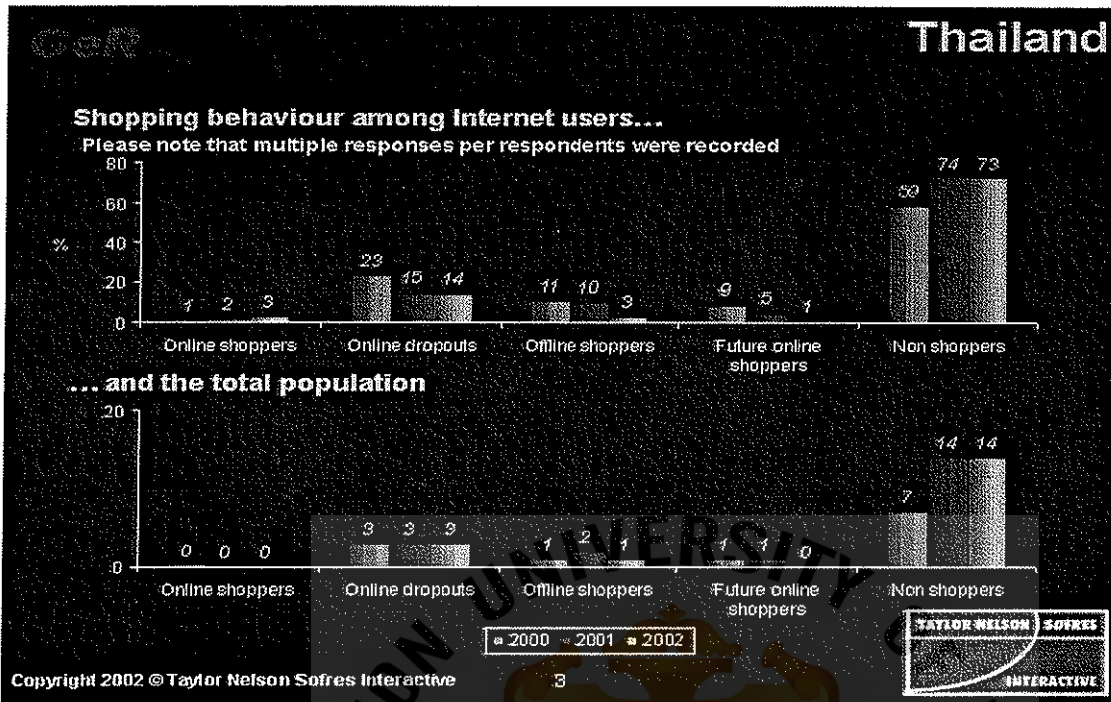 GeR
Thailand
Shopping behaviour among Internet users...
Please note that multiple responses per respondents were recorded
80
60
%
40
20
0
1 2 3
23 15 14
11 10 3
9 5 1
59 74 73
Online shoppers Online dropouts Offline shoppers Future online shoppers Non shoppers
... and the total population
20
0
0 0 0
3 3 3
1 2 1
1 1 0
7 14 14
Online shoppers Online dropouts Offline shoppers Future online shoppers Non shoppers
2000 2001 2002
UNIVERSITY
TAYLOR NELSON SOFRES
INTERACTIVE
Copyright 2002 © Taylor Nelson Sofres Interactive
3